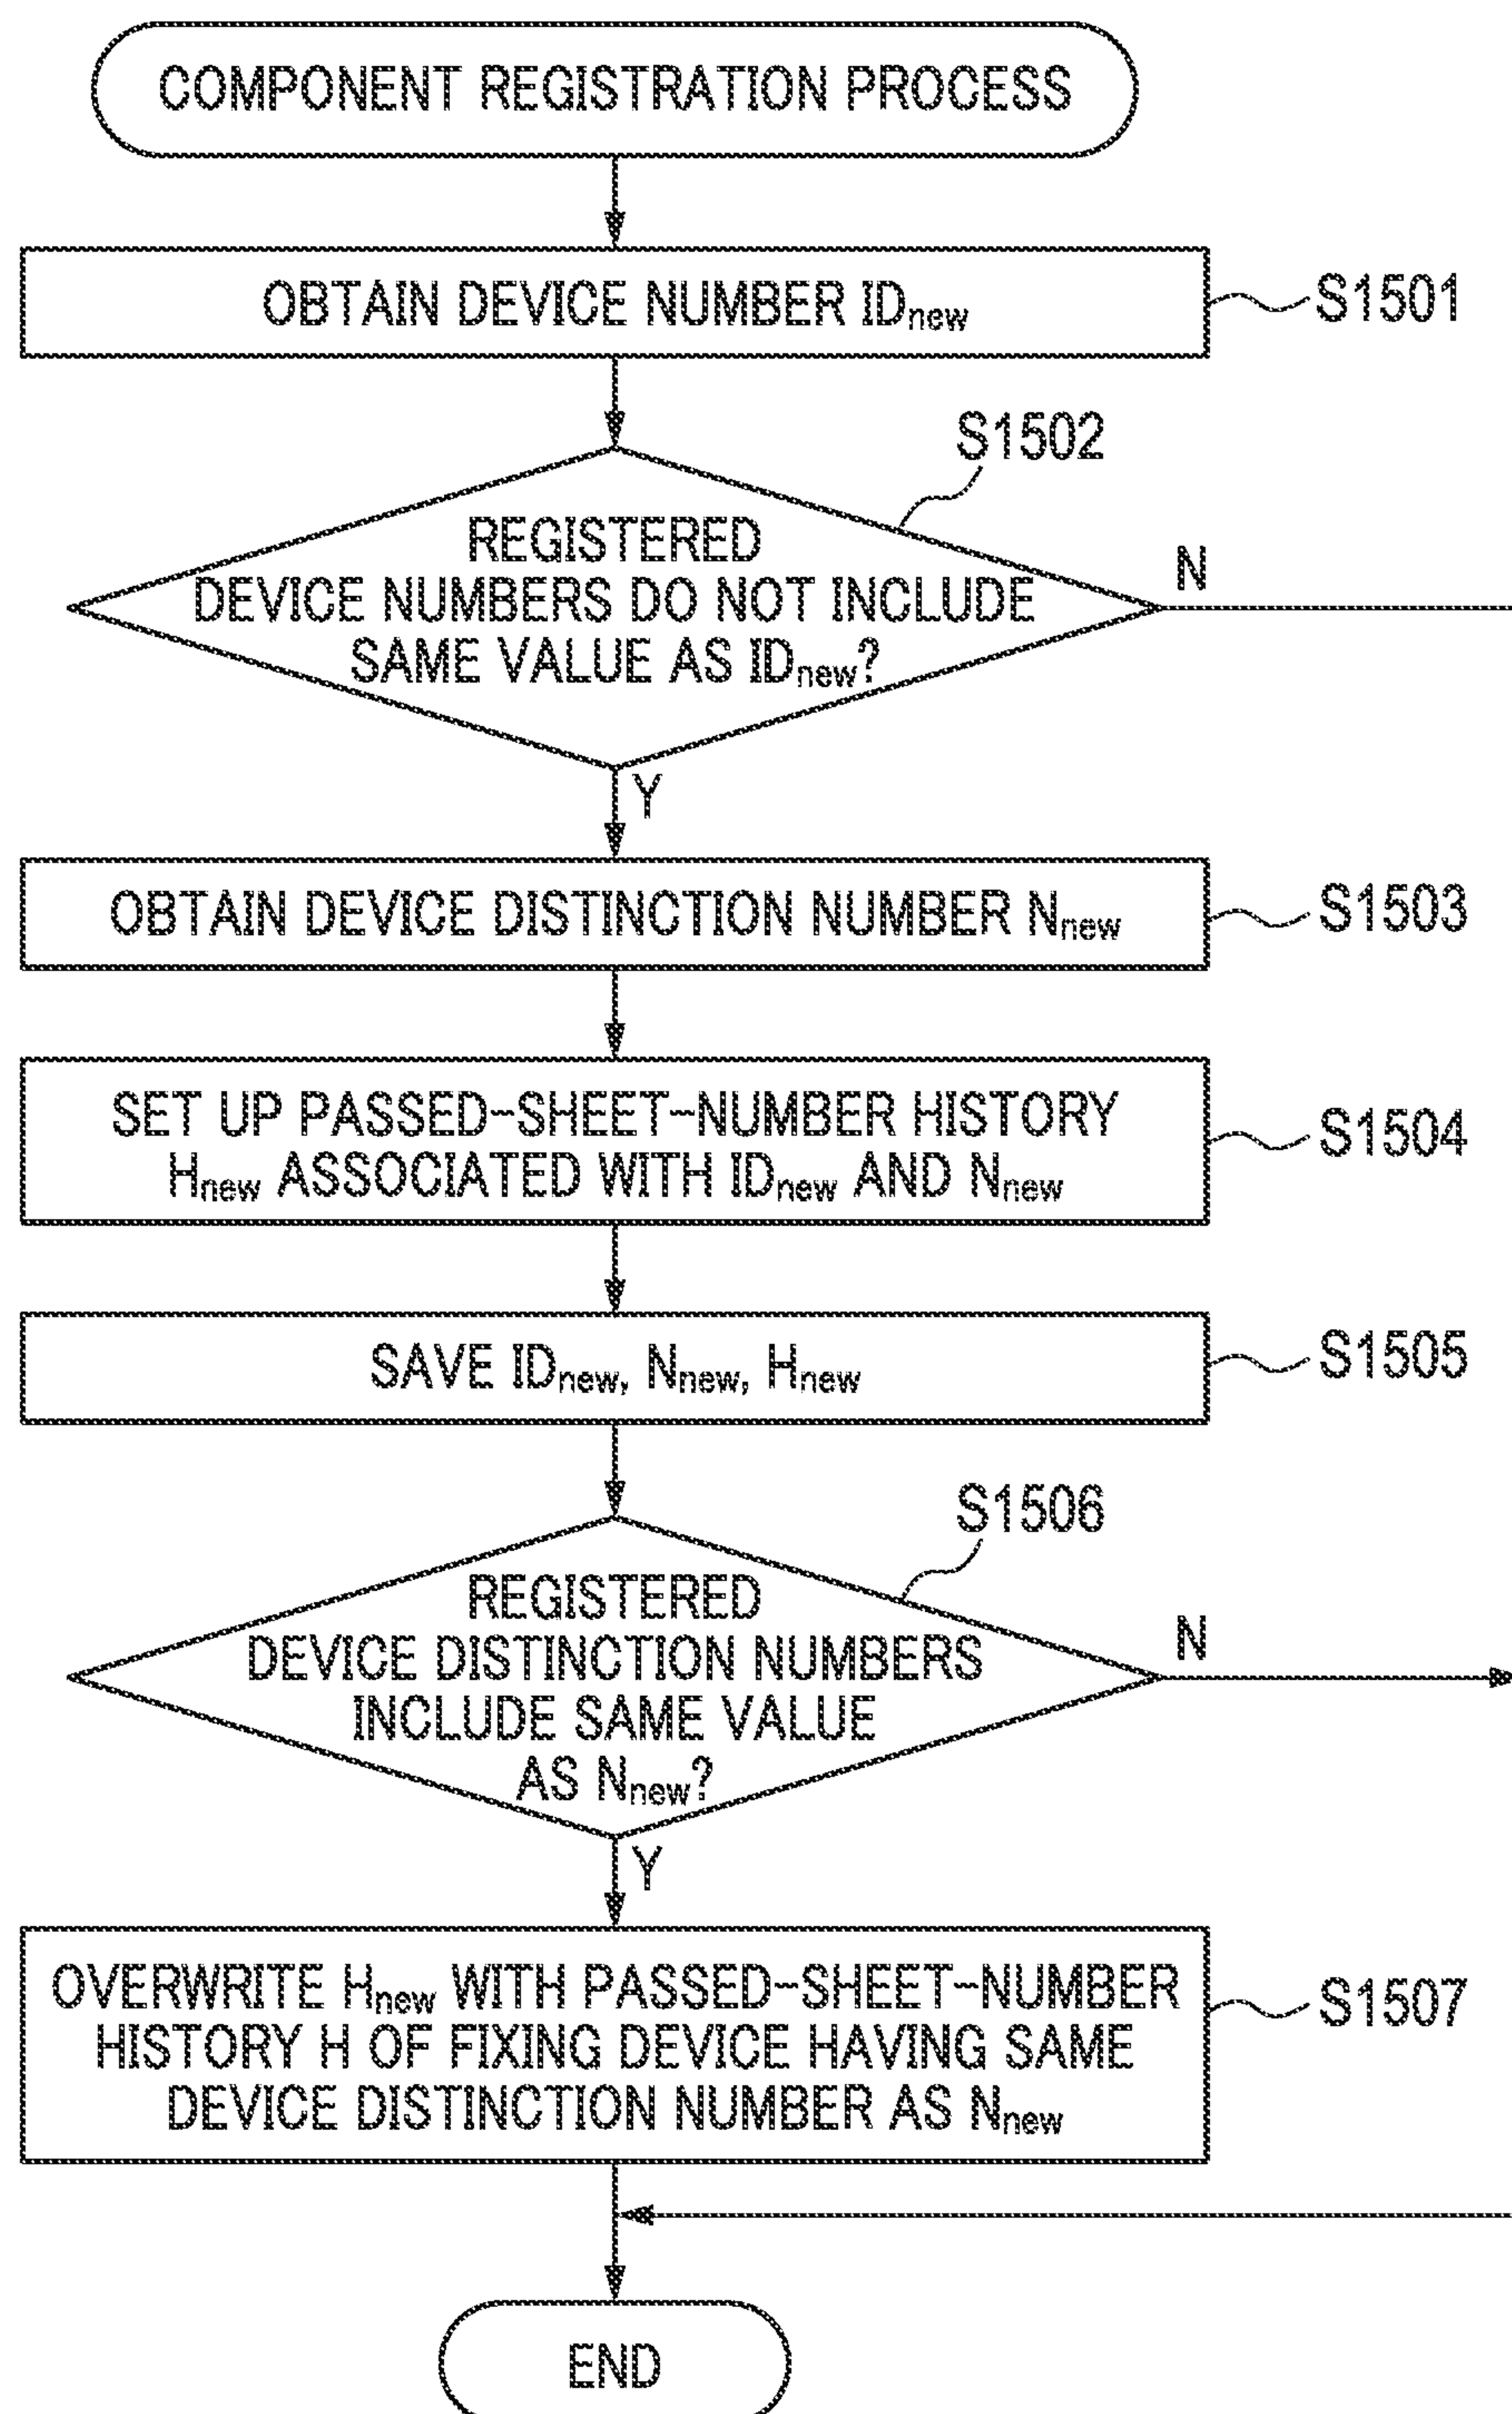 COMPONENT REGISTRATION PROCESS
OBTAIN DEVICE NUMBER IDnew
S1501
S1502
REGISTERED
DEVICE NUMBERS DO NOT INCLUDE
SAME VALUE AS IDnew?
N
Y
OBTAIN DEVICE DISTINCTION NUMBER Nnew
S1503
SET UP PASSED-SHEET-NUMBER HISTORY
Hnew ASSOCIATED WITH IDnew AND Nnew
S1504
SAVE IDnew, Nnew, Hnew
S1505
S1506
REGISTERED
DEVICE DISTINCTION NUMBERS
INCLUDE SAME VALUE
AS Nnew?
N
Y
OVERWRITE Hnew WITH PASSED-SHEET-NUMBER
HISTORY H OF FIXING DEVICE HAVING SAME
DEVICE DISTINCTION NUMBER AS Nnew
S1507
END